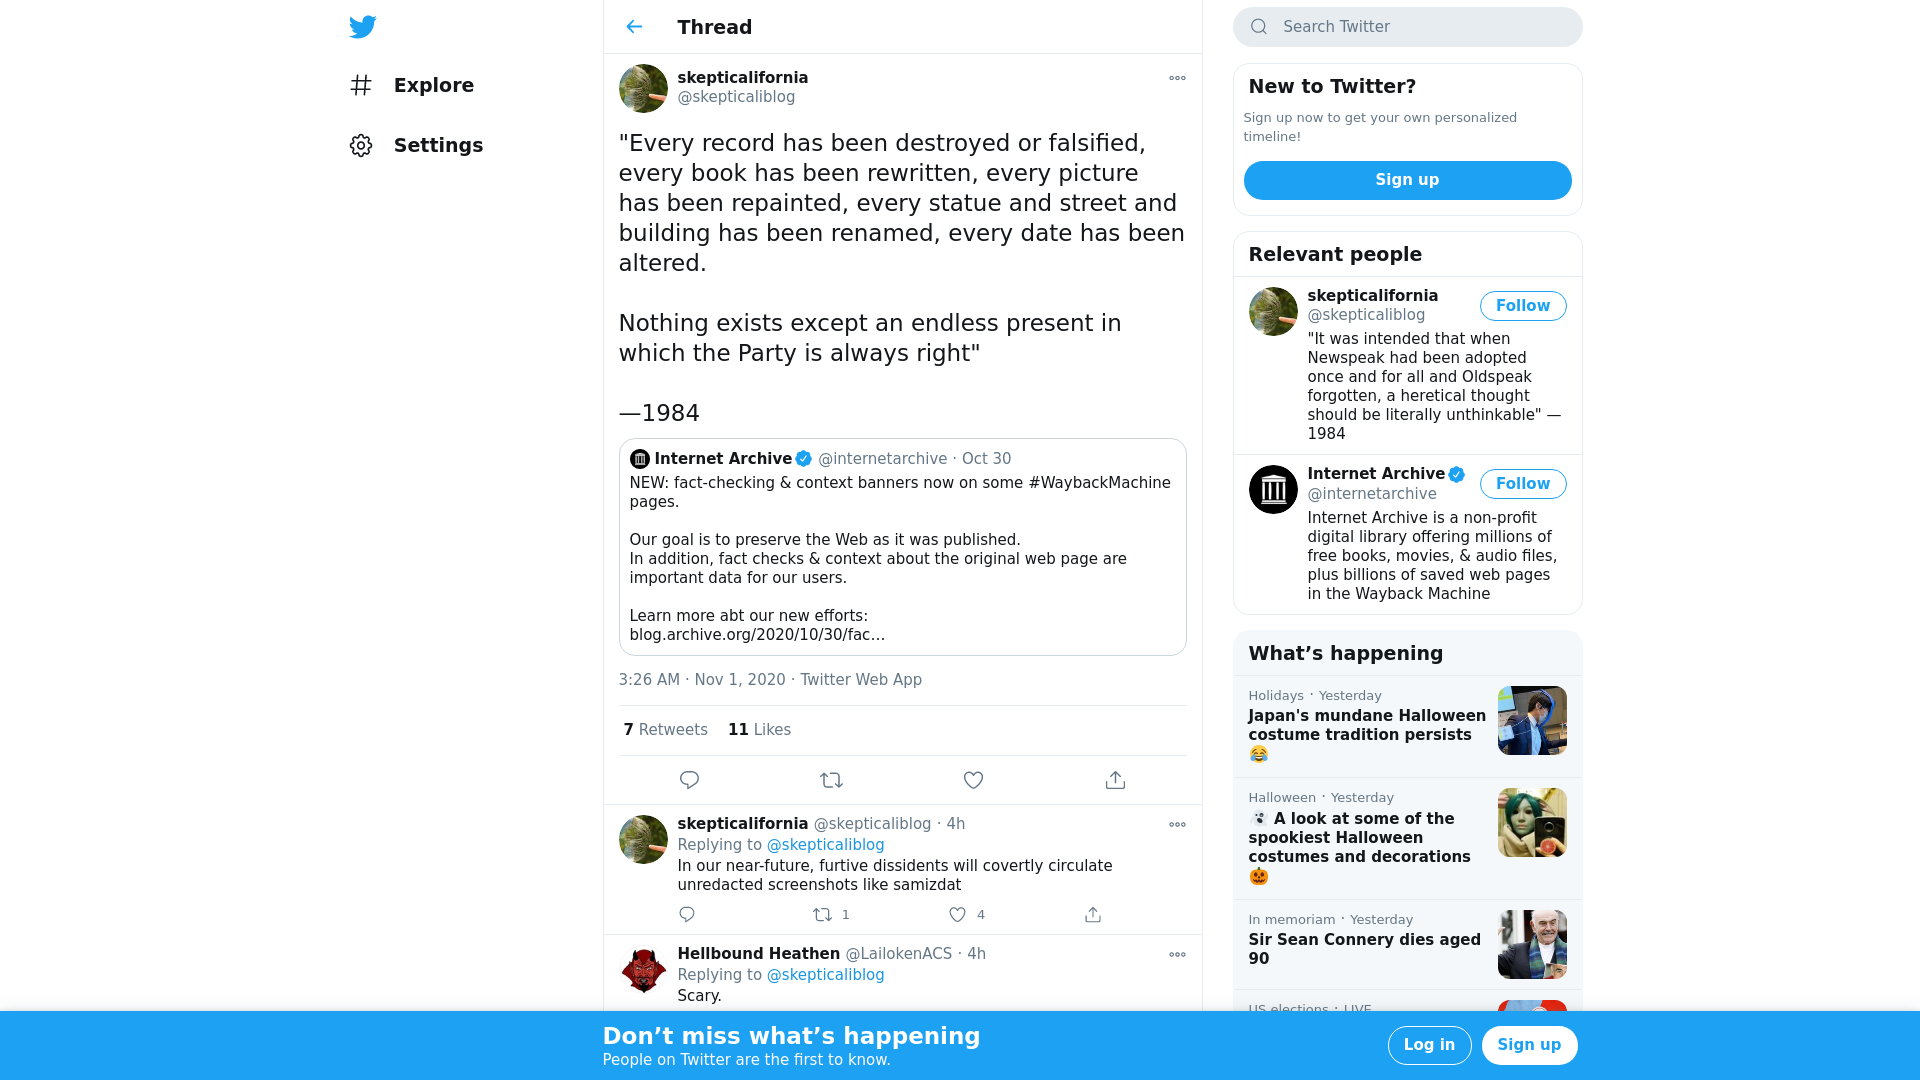 Explore
Settings
Thread
skepticalifornia
@skepticaliblog
"Every record has been destroyed or falsified,
every book has been rewritten, every picture
has been repainted, every statue and street and
building has been renamed, every date has been
altered.
Nothing exists except an endless present in
which the Party is always right"
—1984
Internet Archive @internetarchive · Oct 30
NEW: fact-checking & context banners now on some #WaybackMachine
pages.
Our goal is to preserve the Web as it was published.
In addition, fact checks & context about the original web page are
important data for our users.
Learn more abt our new efforts:
blog.archive.org/2020/10/30/fac…
3:26 AM · Nov 1, 2020 · Twitter Web App
7 Retweets 11 Likes
skepticalifornia @skepticaliblog · 4h
Replying to @skepticaliblog
In our near-future, furtive dissidents will covertly circulate
unredacted screenshots like samizdat
1 4
Hellbound Heathen @LailokenACS · 4h
Replying to @skepticaliblog
Scary.
Search Twitter
New to Twitter?
Sign up now to get your own personalized
timeline!
Sign up
Relevant people
skepticalifornia
@skepticaliblog
Follow
"It was intended that when
Newspeak had been adopted
once and for all and Oldspeak
forgotten, a heretical thought
should be literally unthinkable" —
1984
Internet Archive
@internetarchive
Follow
Internet Archive is a non-profit
digital library offering millions of
free books, movies, & audio files,
plus billions of saved web pages
in the Wayback Machine
What’s happening
Holidays · Yesterday
Japan's mundane Halloween
costume tradition persists
😂
Halloween · Yesterday
👻 A look at some of the
spookiest Halloween
costumes and decorations
🎃
In memoriam · Yesterday
Sir Sean Connery dies aged
90
US elections · LIVE
Don’t miss what’s happening
People on Twitter are the first to know.
Log in
Sign up